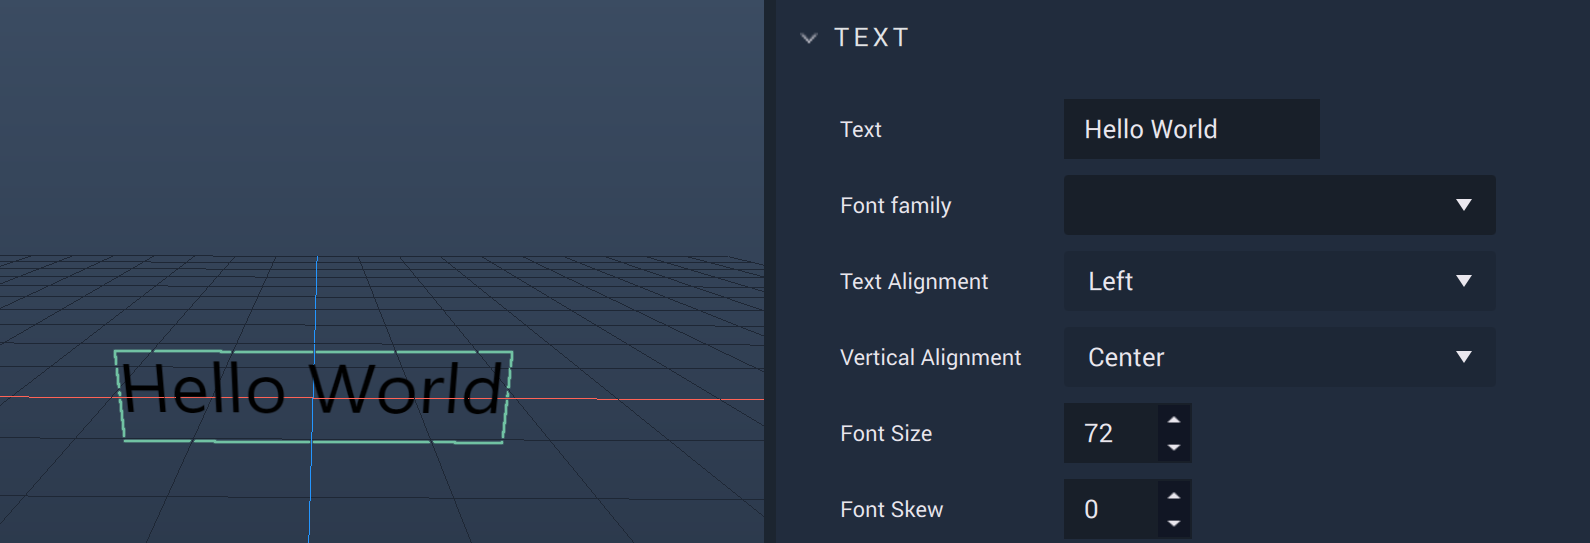 Hello World
TEXT
Text Hello World
Font family
Text Alignment Left
Vertical Alignment Center
Font Size 72
Font Skew 0